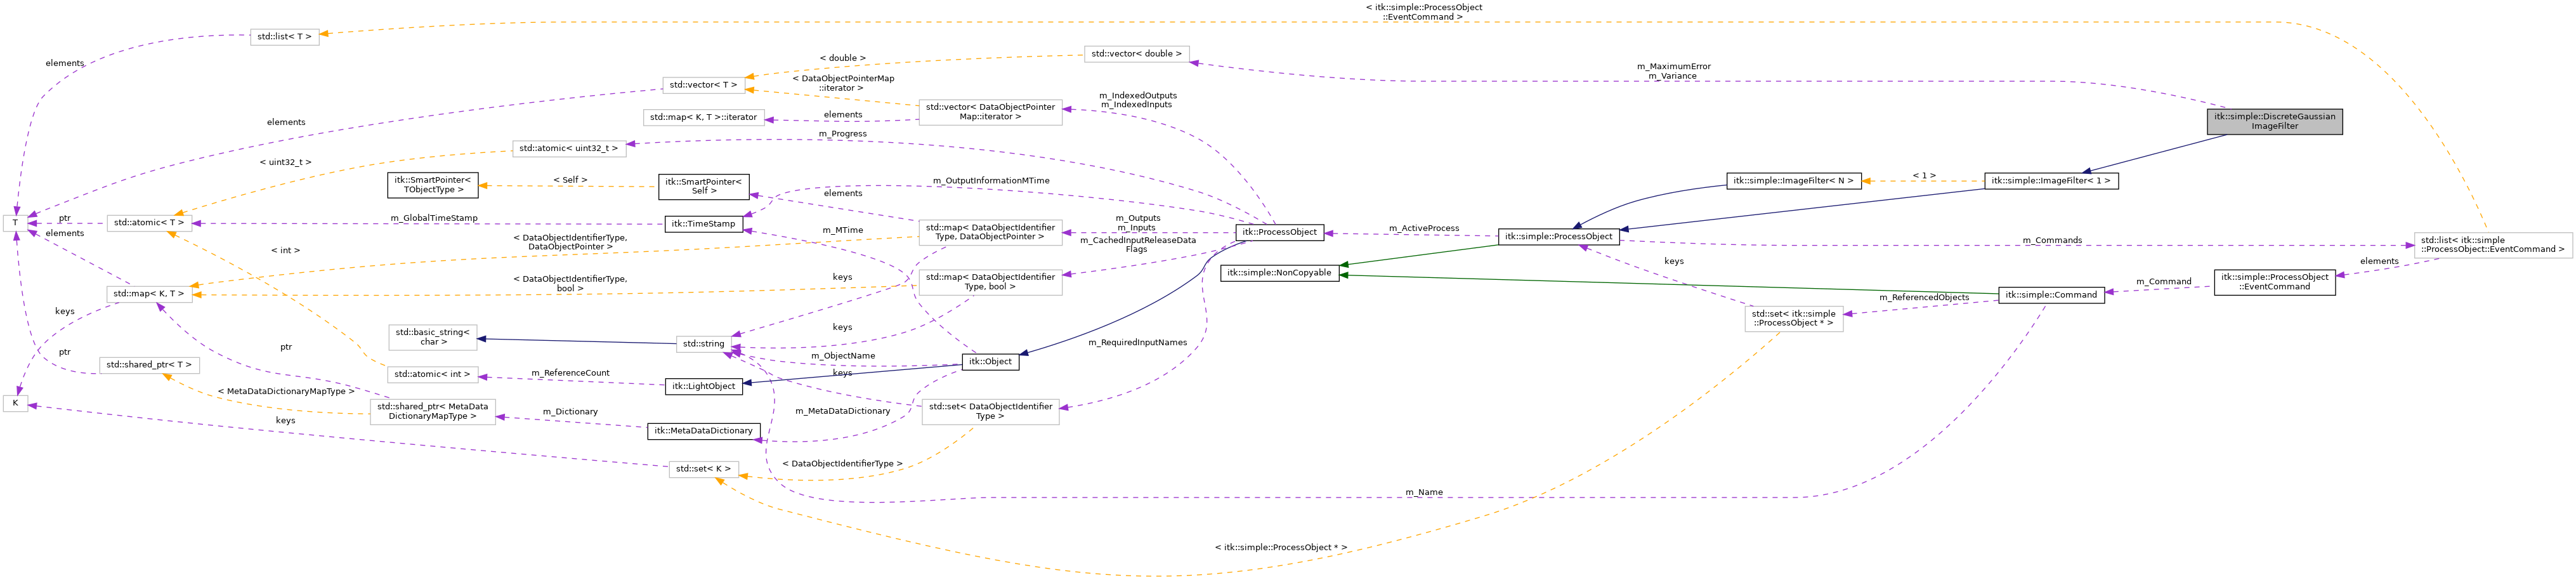 < itk::simple::ProcessObject
::EventCommand >
std::list< T >
std::vector< double >
< double >
elements
m_MaximumError
m_Variance
std::vector< T >
< DataObjectPointerMap
::iterator >
m_IndexedOutputs
m_IndexedInputs
std::vector< DataObjectPointer
Map::iterator >
std::map< K, T >::iterator
elements
itk::simple::DiscreteGaussian
ImageFilter
elements
m_Progress
std::atomic< uint32_t >
< uint32_t >
itk::SmartPointer<
TObjectType >
< Self >
itk::SmartPointer<
Self >
m_OutputInformationMTime
elements
itk::simple::ImageFilter< N >
< 1 >
itk::simple::ImageFilter< 1 >
T
ptr
elements
std::atomic< T >
m_GlobalTimeStamp
itk::TimeStamp
m_MTime
std::map< DataObjectIdentifier
Type, DataObjectPointer >
m_Outputs
m_Inputs
itk::ProcessObject
m_ActiveProcess
itk::simple::ProcessObject
m_Commands
std::list< itk::simple
::ProcessObject::EventCommand >
< DataObjectIdentifierType,
DataObjectPointer >
m_CachedInputReleaseData
Flags
< int >
elements
keys
keys
itk::simple::NonCopyable
std::map< DataObjectIdentifier
Type, bool >
< DataObjectIdentifierType,
bool >
itk::simple::ProcessObject
::EventCommand
m_Command
itk::simple::Command
m_ReferencedObjects
std::set< itk::simple
::ProcessObject * >
std::map< K, T >
keys
keys
std::basic_string<
char >
std::string
m_RequiredInputNames
ptr
ptr
m_ObjectName
itk::Object
std::shared_ptr< T >
std::atomic< int >
m_ReferenceCount
keys
itk::LightObject
< MetaDataDictionaryMapType >
K
std::shared_ptr< MetaData
DictionaryMapType >
m_Dictionary
m_MetaDataDictionary
std::set< DataObjectIdentifier
Type >
keys
itk::MetaDataDictionary
std::set< K >
< DataObjectIdentifierType >
m_Name
< itk::simple::ProcessObject * >